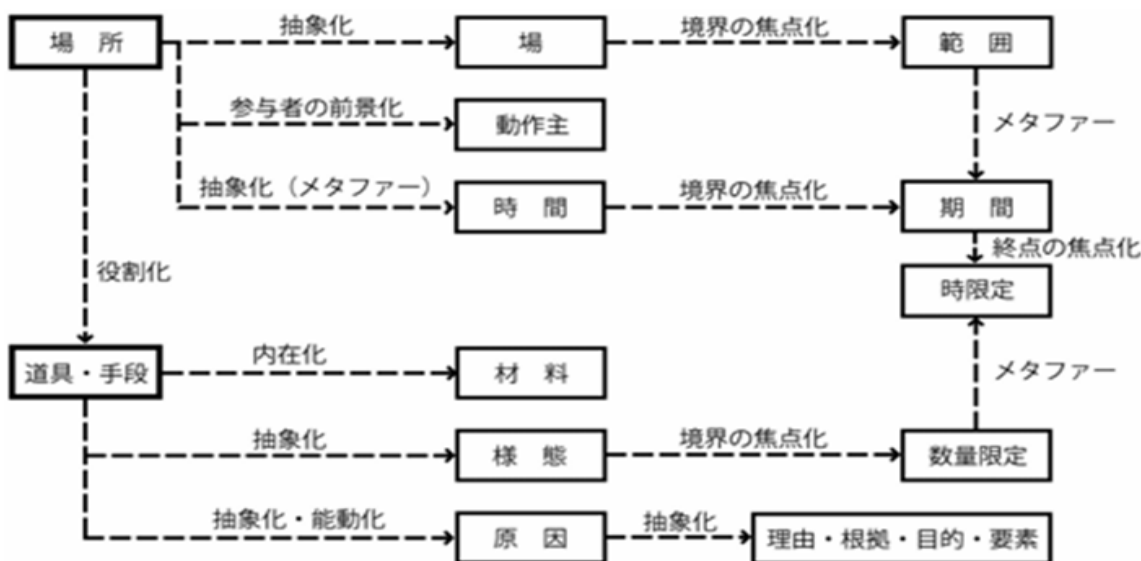 場 所
抽象化
場
境界の焦点化
範 囲
参与者の前景化
動作主
メタファー
抽象化（メタファー）
時 間
境界の焦点化
期 間
終点の焦点化
役割化
時限定
道具・手段
内在化
材 料
メタファー
抽象化
様 態
境界の焦点化
数量限定
抽象化・能動化
原 因
抽象化
理由・根拠・目的・要素